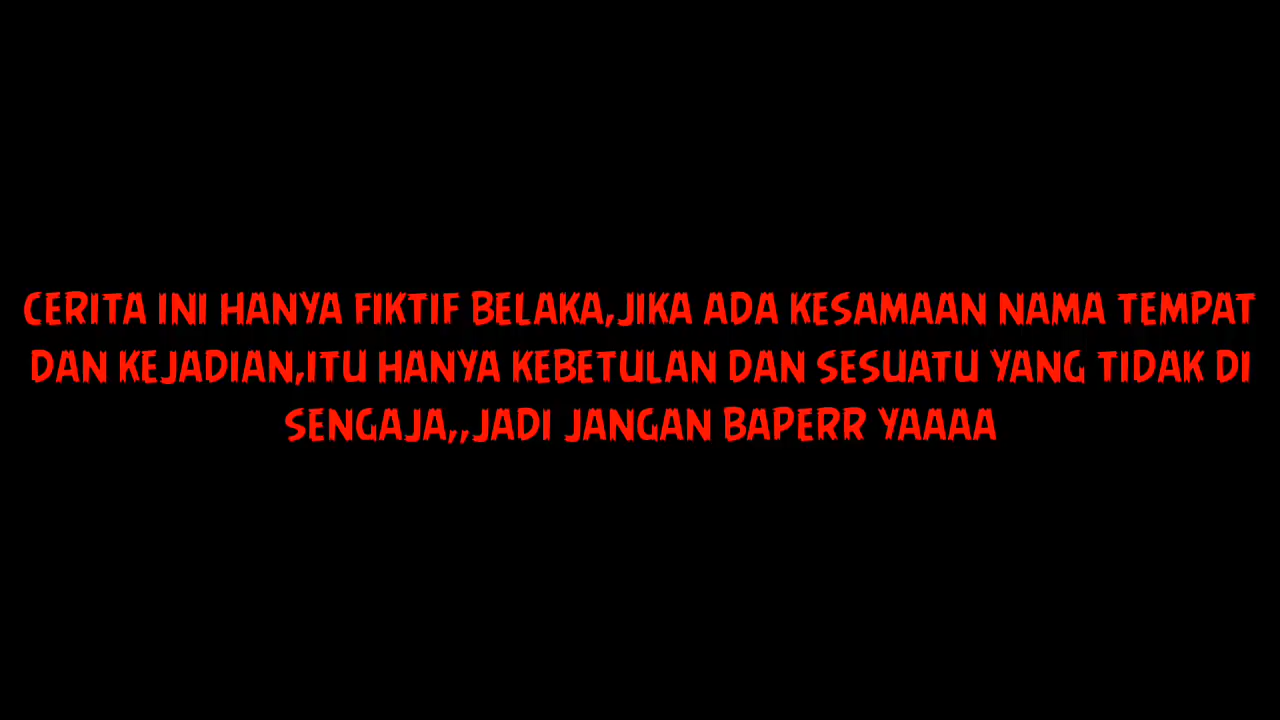 CERITA INI HANYA FIKTIF BELAKA,JIKA ADA KESAMAAN NAMA TEMPAT
DAN KEJADIAN,ITU HANYA KEBETULAN DAN SESUATU YANG TIDAK DI
SENGAJA,,JADI JANGAN BAPERR YAAAA